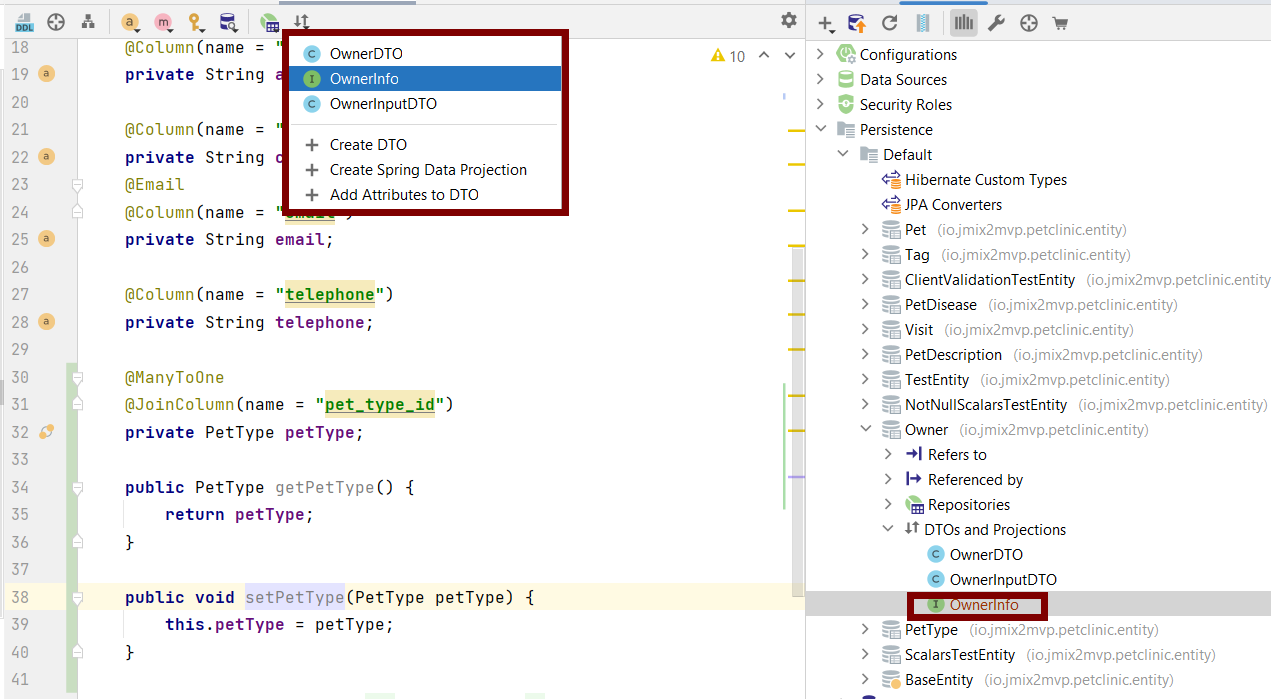 DDL
a
m
10
OwnerDTO
OwnerInfo
OwnerInputDTO
Create DTO
Create Spring Data Projection
Add Attributes to DTO
18 @Column(name = "
19 a private String a
20
21 @Column(name = "
22 a private String c
23 @Email
24 @Column(name = "email")
25 a private String email;
26
27 @Column(name = "telephone")
28 a private String telephone;
29
30 @ManyToOne
31 @JoinColumn(name = "pet_type_id")
32 private PetType petType;
33
34 public PetType getPetType() {
35 return petType;
36 }
37
38 public void setPetType(PetType petType) {
39 this.petType = petType;
40 }
41
Configurations
Data Sources
Security Roles
Persistence
Default
Hibernate Custom Types
JPA Converters
Pet (io.jmix2mvp.petclinic.entity)
Tag (io.jmix2mvp.petclinic.entity)
ClientValidationTestEntity (io.jmix2mvp.petclinic.entity
PetDisease (io.jmix2mvp.petclinic.entity)
Visit (io.jmix2mvp.petclinic.entity)
PetDescription (io.jmix2mvp.petclinic.entity)
TestEntity (io.jmix2mvp.petclinic.entity)
NotNullScalarsTestEntity (io.jmix2mvp.petclinic.entity)
Owner (io.jmix2mvp.petclinic.entity)
Refers to
Referenced by
Repositories
DTOs and Projections
C OwnerDTO
C OwnerInputDTO
I OwnerInfo
PetType (io.jmix2mvp.petclinic.entity)
ScalarsTestEntity (io.jmix2mvp.petclinic.entity)
BaseEntity (io.jmix2mvp.petclinic.entity)